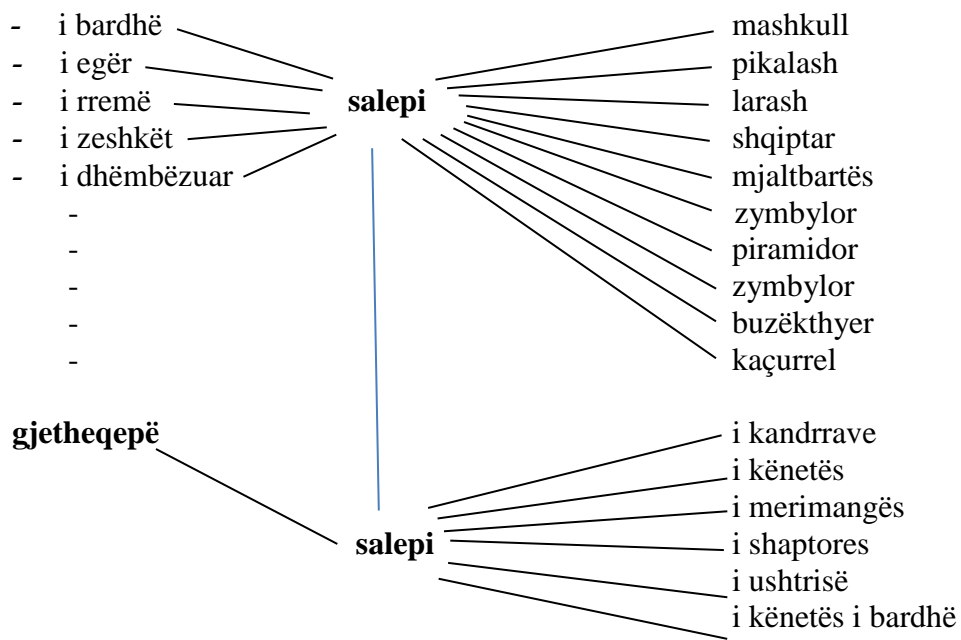 - i bardhë
- i egër
- i rremë
- i zeshkët
- i dhëmbëzuar
-
-
-
-
-
salepi
mashkull
pikalash
larash
shqiptar
mjaltbartës
zymbylor
piramidor
zymbylor
buzëkthyer
kaçurrel
gjetheqepë
salepi
i kandrrave
i kënetës
i merimangës
i shaptores
i ushtrisë
i kënetës i bardhë